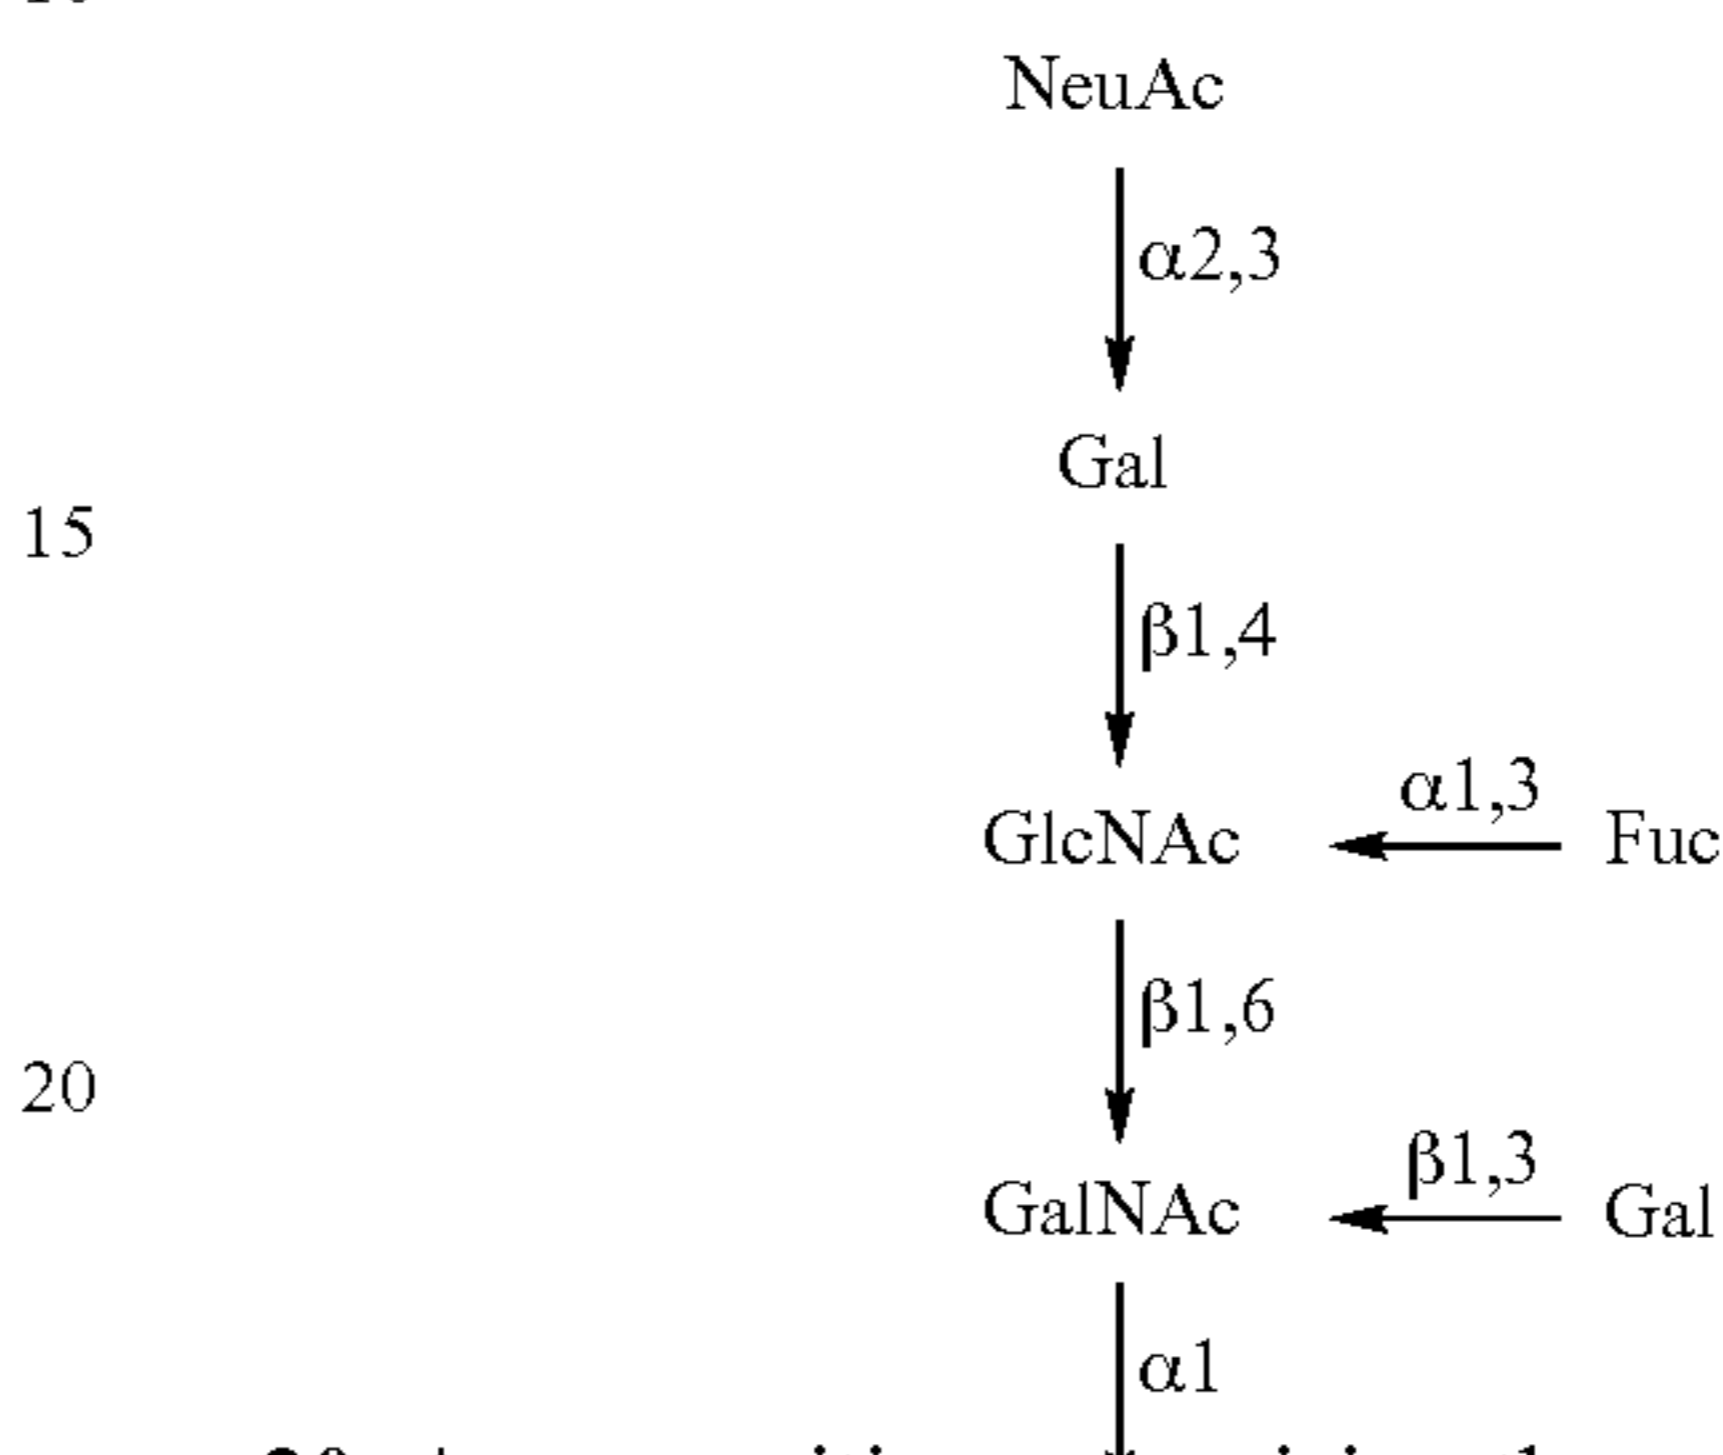 NeuAc
α2,3
Gal
15
β1,4
α1,3
GlcNAc Fuc
β1,6
20
β1,3
GalNAc Gal
α1